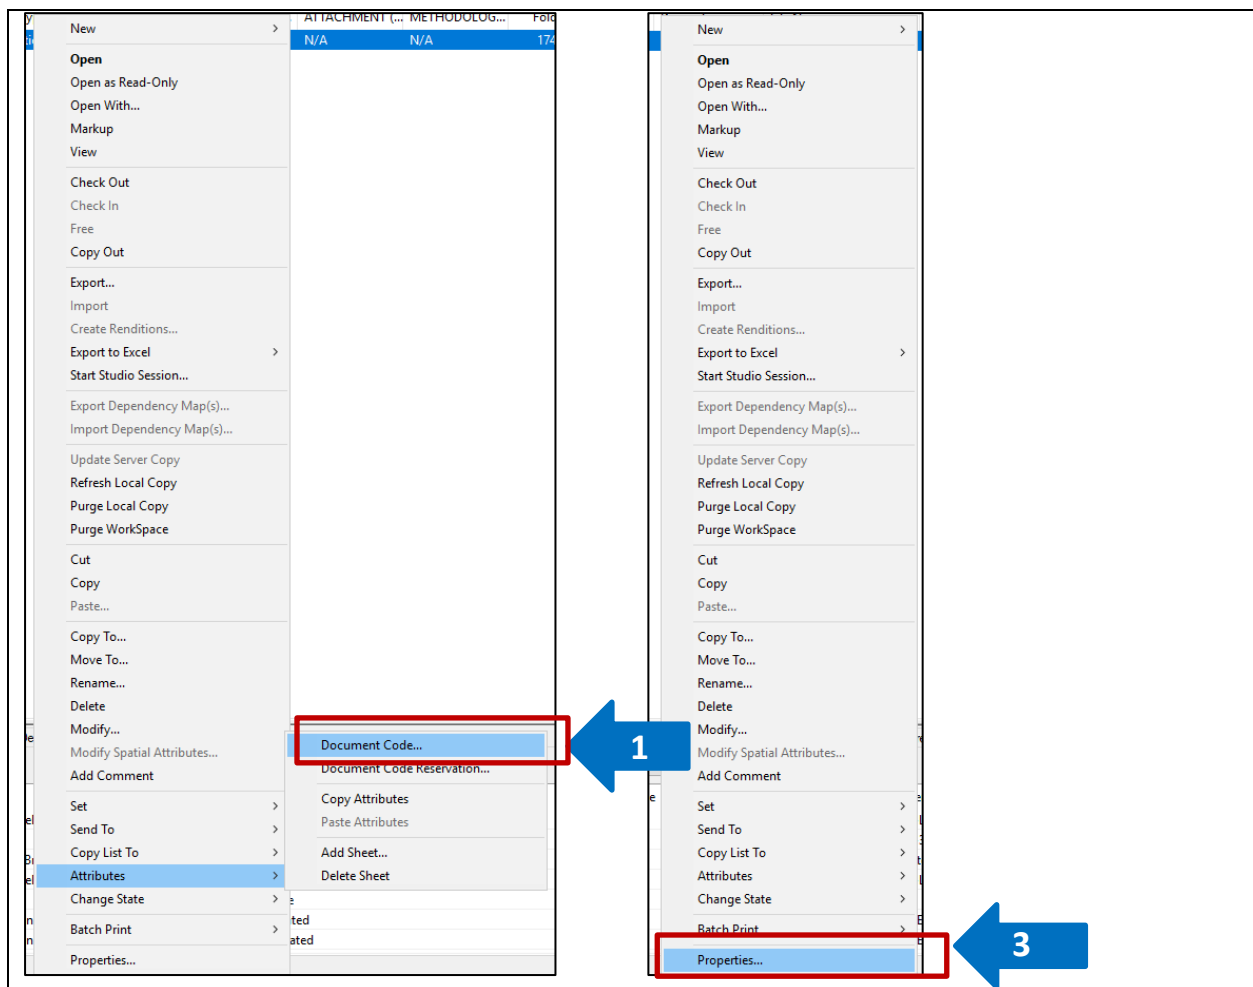 ATTACHMENT (... METHODOLOG... Fold
N/A N/A 174
New
Open
Open as Read-Only
Open With...
Markup
View
Check Out
Check In
Free
Copy Out
Export...
Import
Create Renditions...
Export to Excel
Start Studio Session...
Export Dependency Map(s)...
Import Dependency Map(s)...
Update Server Copy
Refresh Local Copy
Purge Local Copy
Purge WorkSpace
Cut
Copy
Paste...
Copy To...
Move To...
Rename...
Delete
Modify...
Modify Spatial Attributes...
Add Comment
Set
Send To
Copy List To
Attributes
Change State
Batch Print
Properties...
Document Code...
Document Code Reservation...
Copy Attributes
Paste Attributes
Add Sheet...
Delete Sheet
1
New
Open
Open as Read-Only
Open With...
Markup
View
Check Out
Check In
Free
Copy Out
Export...
Import
Create Renditions...
Export to Excel
Start Studio Session...
Export Dependency Map(s)...
Import Dependency Map(s)...
Update Server Copy
Refresh Local Copy
Purge Local Copy
Purge WorkSpace
Cut
Copy
Paste...
Copy To...
Move To...
Rename...
Delete
Modify...
Modify Spatial Attributes...
Add Comment
Set
Send To
Copy List To
Attributes
Change State
Batch Print
Properties...
3